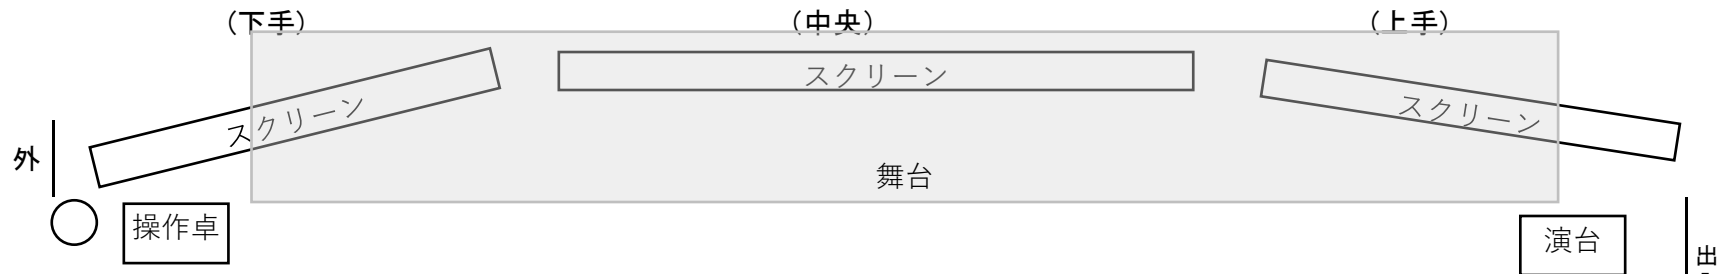 (下手)
(中央)
(上手)
スクリーン
スクリーン
スクリーン
外
舞台
操作卓
演台
出